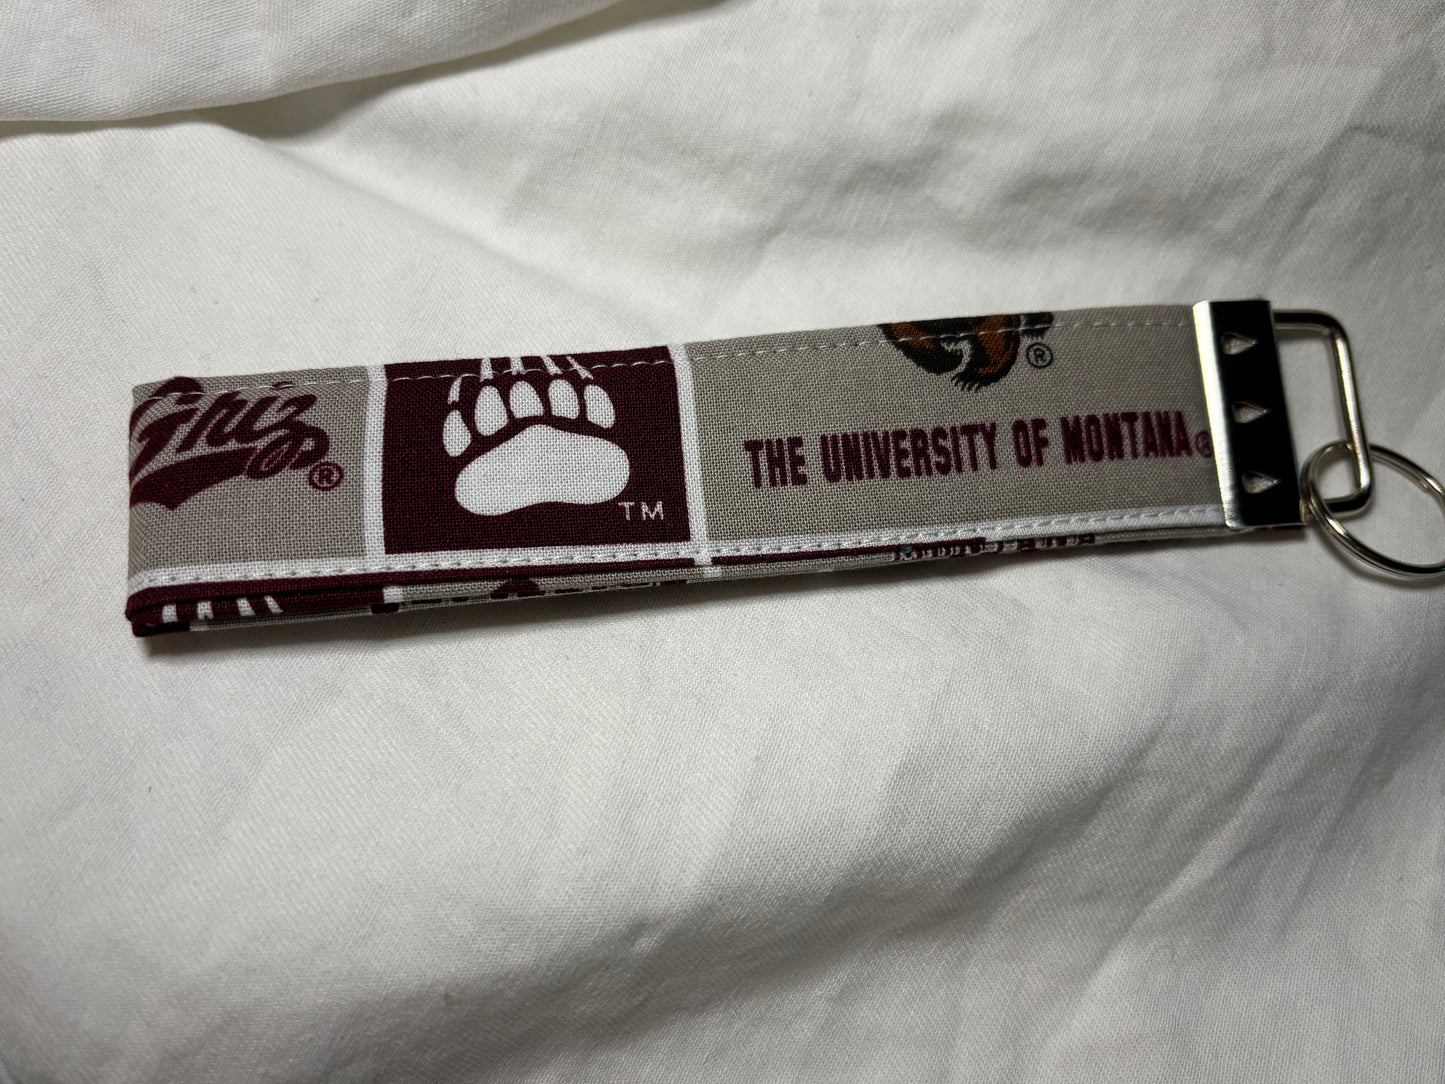 Griz®
TM
®
THE UNIVERSITY OF MONTANA®